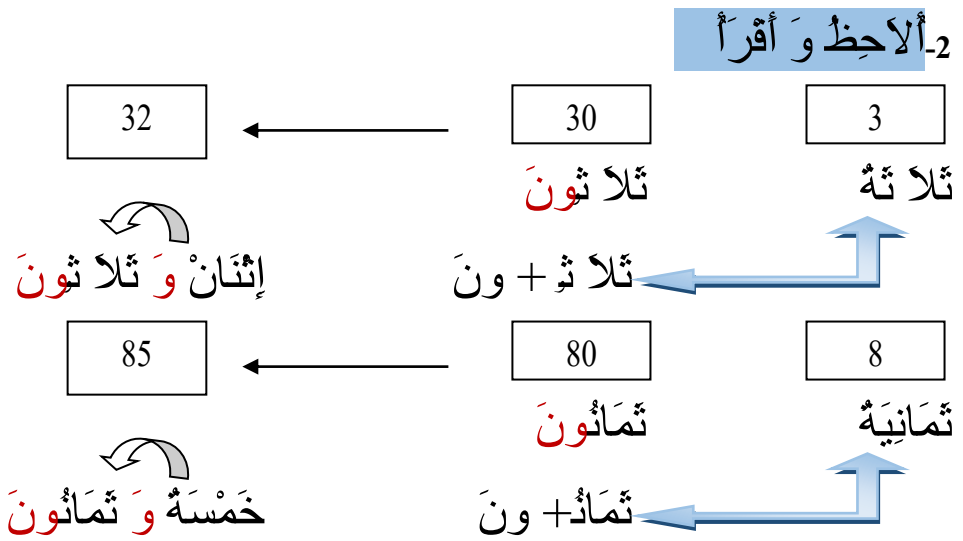 2- أُلاَحِظُ وَ أَقْرَأُ
3 30 32
ثَلاَ ثَةٌ ثَلاَ ثُونَ
ثَلاَ ثُ + ونَ إِثْنَانْ وَ ثَلاَ ثُونَ
8 80 85
ثَمَانِيَةٌ ثَمَانُونَ
ثَمَانُ+ ونَ خَمْسَةٌ وَ ثَمَانُونَ